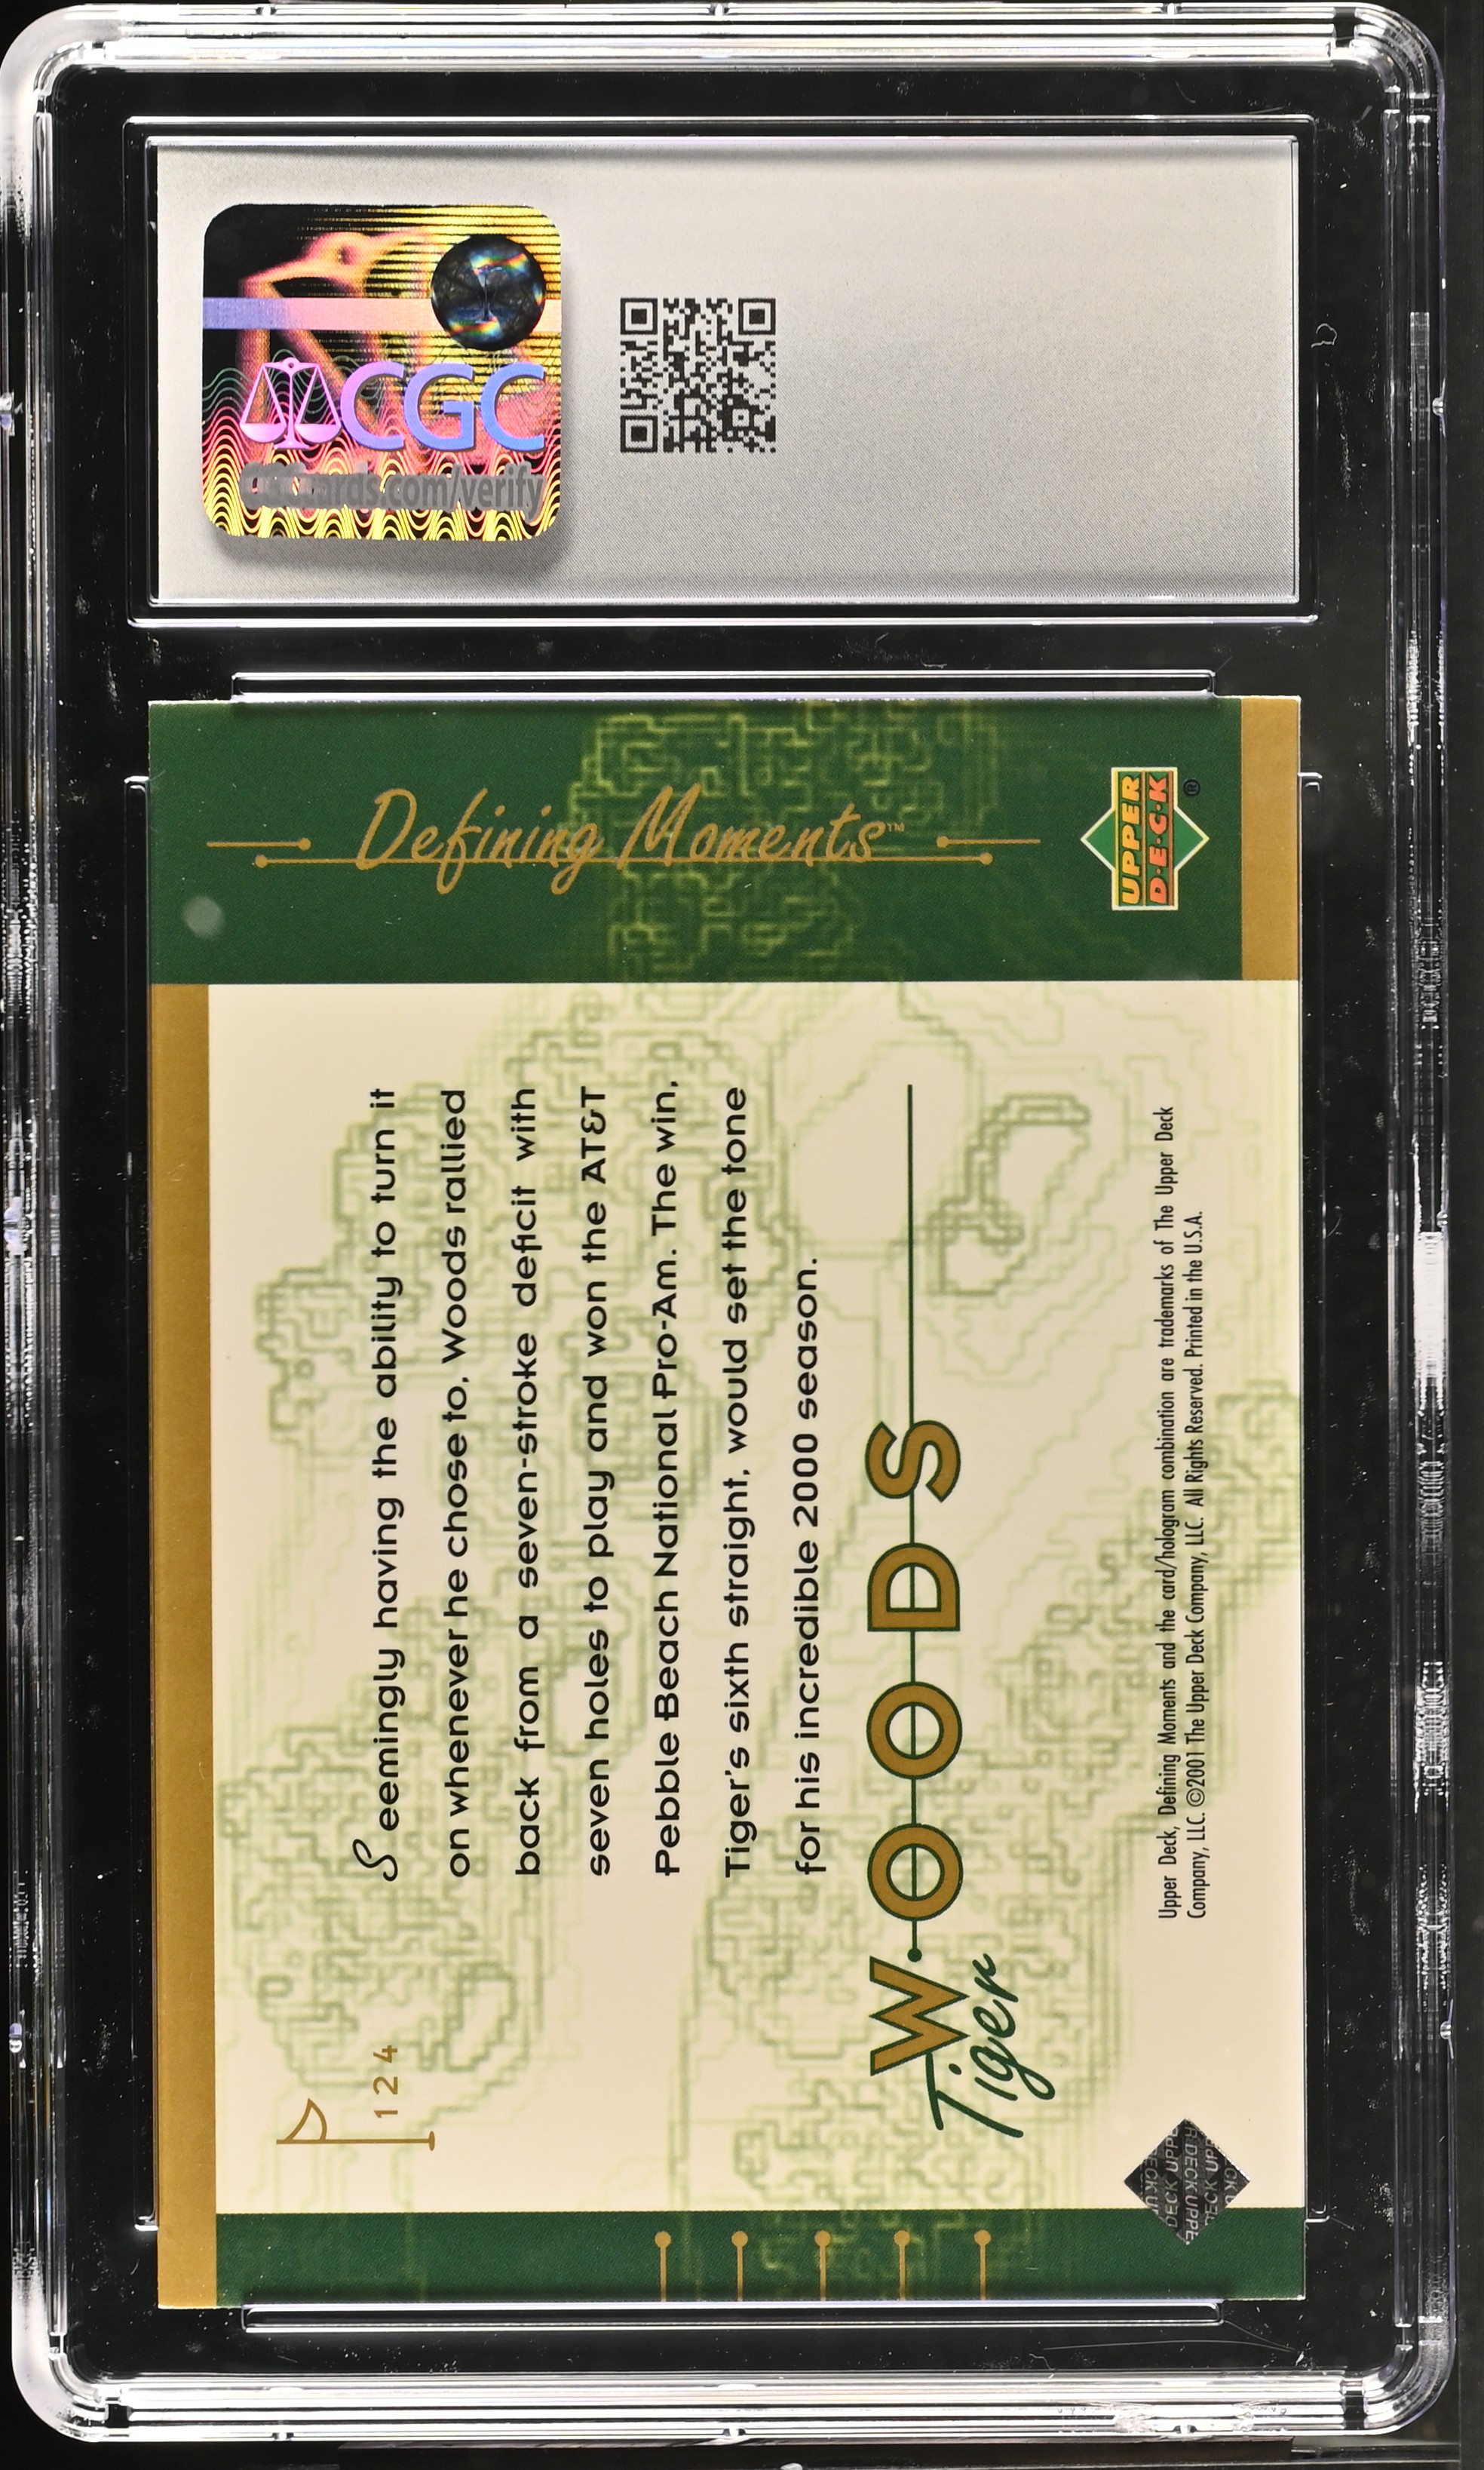 CGC
CGCcards.com/verify
Defining Moments™
UPPER
D·E·C·K
®
124
Seemingly having the ability to turn it
on whenever he chose to, Woods rallied
back from a seven-stroke deficit with
seven holes to play and won the AT&T
Pebble Beach National Pro-Am. The win,
Tiger's sixth straight, would set the tone
for his incredible 2000 season.
WOODS
Tiger
Upper Deck, Defining Moments and the card/hologram combination are trademarks of The Upper Deck
Company, LLC. ©2001 The Upper Deck Company, LLC. All Rights Reserved. Printed in the U.S.A.